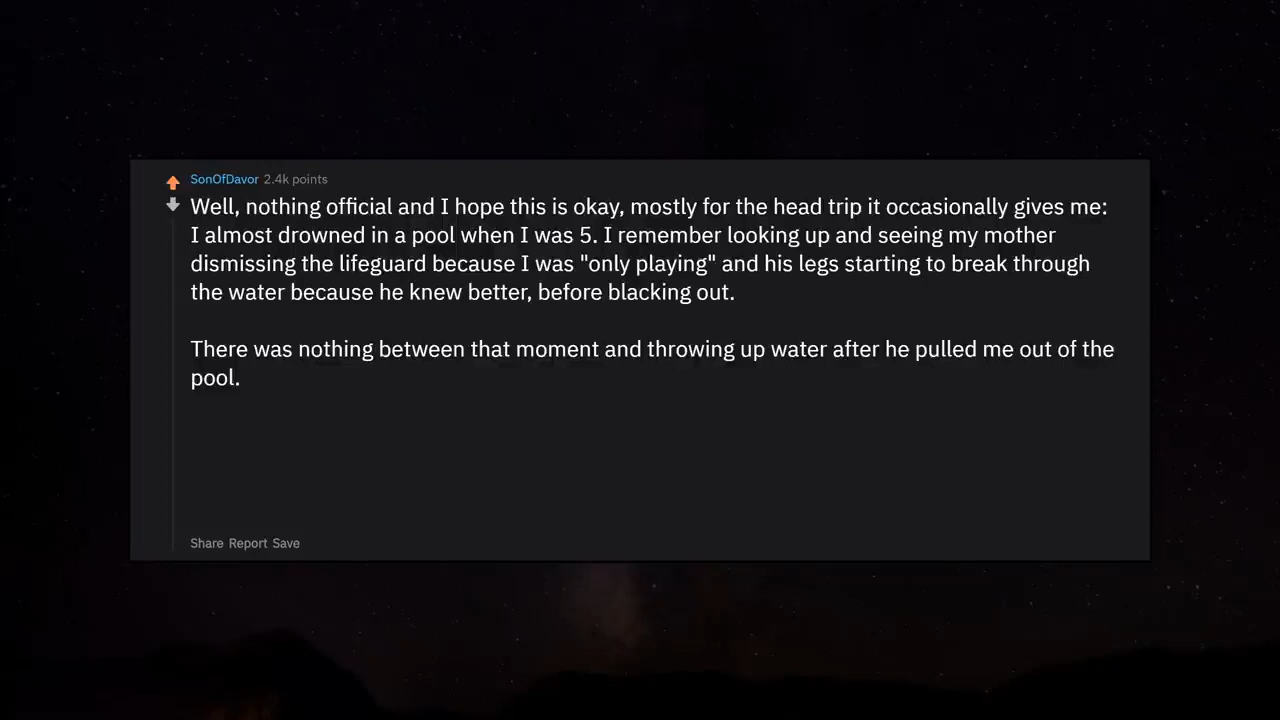 SonOfDavor 2.4k points
Well, nothing official and I hope this is okay, mostly for the head trip it occasionally gives me:
I almost drowned in a pool when I was 5. I remember looking up and seeing my mother
dismissing the lifeguard because I was "only playing" and his legs starting to break through
the water because he knew better, before blacking out.
There was nothing between that moment and throwing up water after he pulled me out of the
pool.
Share Report Save